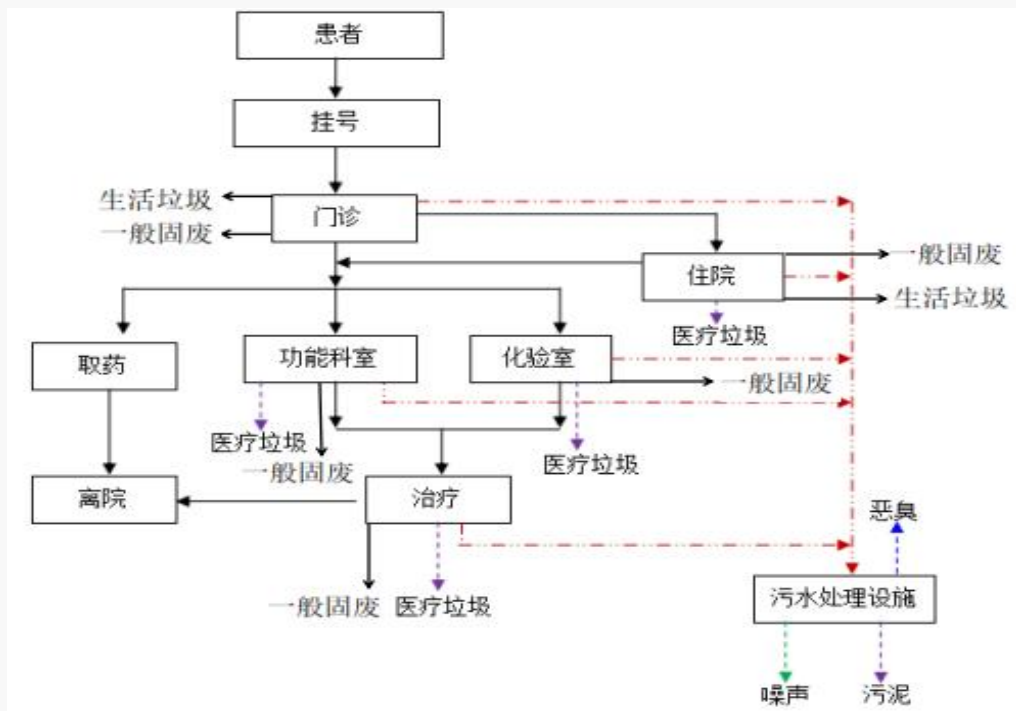 患者
挂号
生活垃圾
门诊
一般固废
一般固废
住院
生活垃圾
医疗垃圾
取药
功能科室
化验室
一般固废
医疗垃圾
一般固废
医疗垃圾
离院
治疗
恶臭
一般固废
医疗垃圾
污水处理设施
噪声
污泥